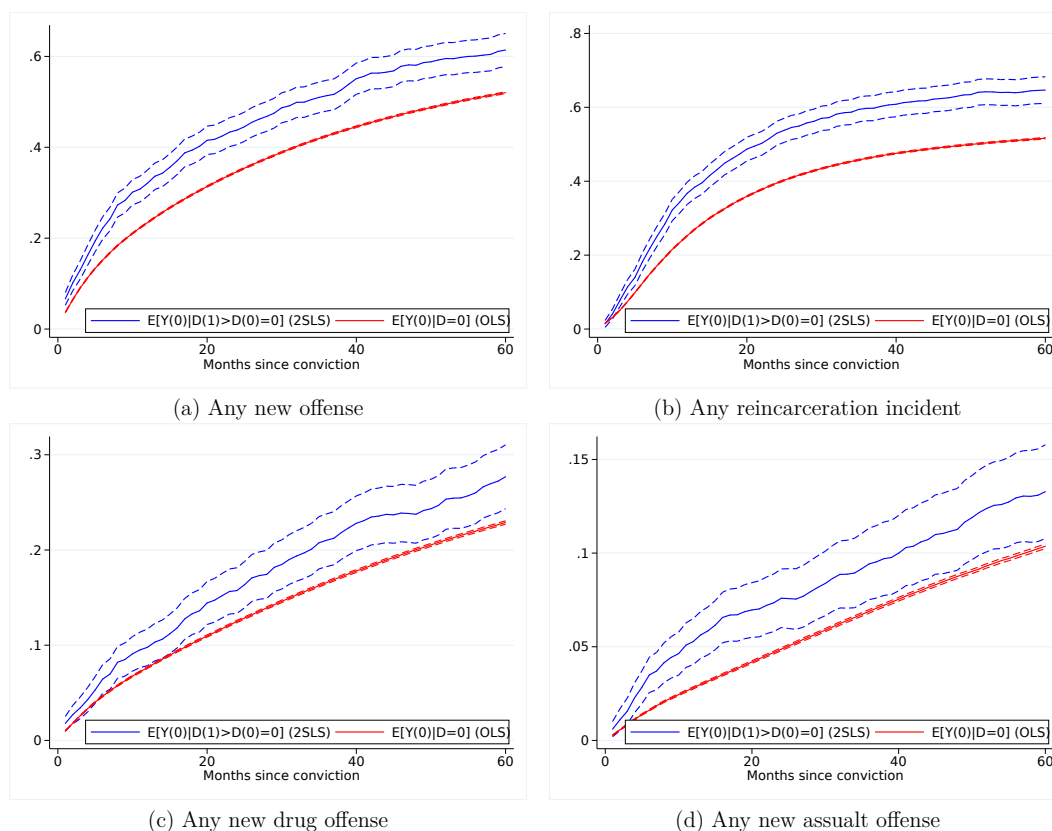 .6
.4
.2
0
0
20
40
60
Months since conviction
E[Y(0)|D(1)>D(0)=0] (2SLS)
E[Y(0)|D=0] (OLS)
(a) Any new offense
.8
.6
.4
.2
0
0
20
40
60
Months since conviction
E[Y(0)|D(1)>D(0)=0] (2SLS)
E[Y(0)|D=0] (OLS)
(b) Any reincarceration incident
.3
.2
.1
0
0
20
40
60
Months since conviction
E[Y(0)|D(1)>D(0)=0] (2SLS)
E[Y(0)|D=0] (OLS)
(c) Any new drug offense
.15
.1
.05
0
0
20
40
60
Months since conviction
E[Y(0)|D(1)>D(0)=0] (2SLS)
E[Y(0)|D=0] (OLS)
(d) Any new assualt offense